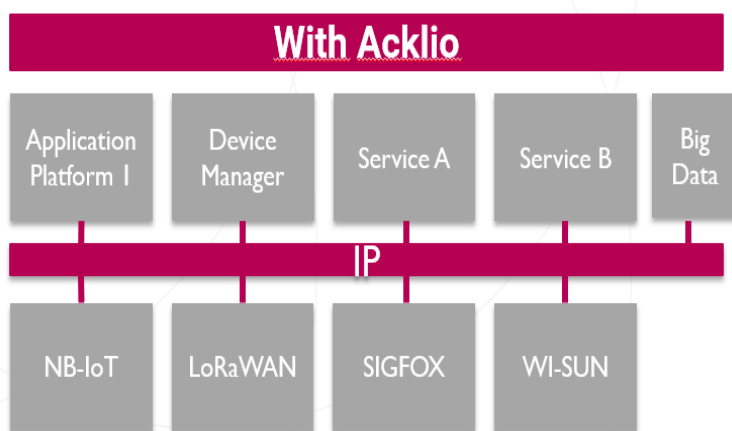 With Acklio
Application
Platform 1
Device
Manager
Service A
Service B
Big
Data
IP
NB-IoT
LoRaWAN
SIGFOX
WI-SUN